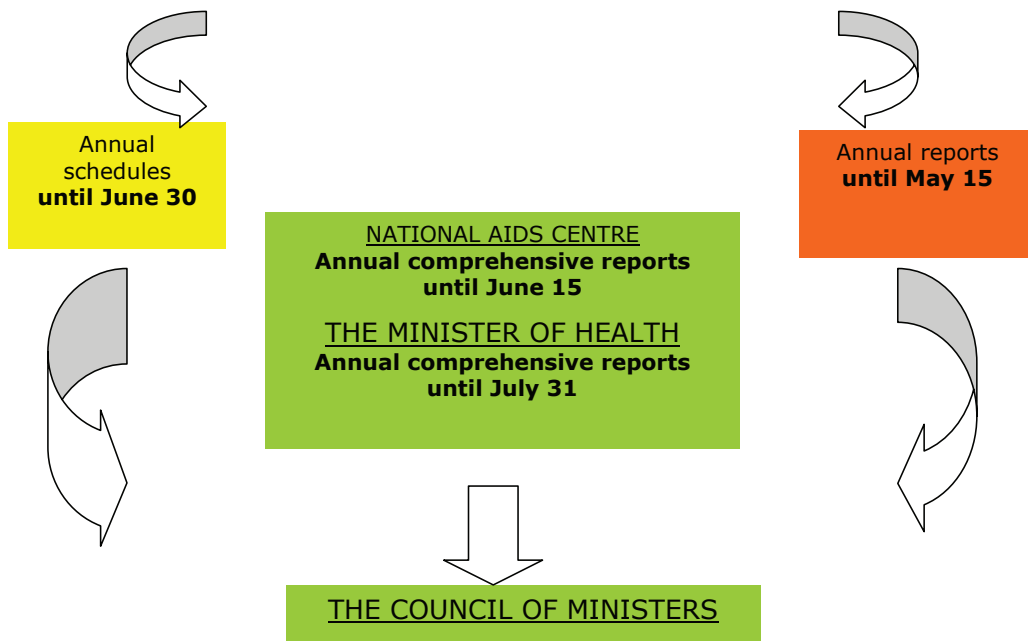 Annual
schedules
until June 30
Annual reports
until May 15
NATIONAL AIDS CENTRE
Annual comprehensive reports
until June 15
THE MINISTER OF HEALTH
Annual comprehensive reports
until July 31
THE COUNCIL OF MINISTERS